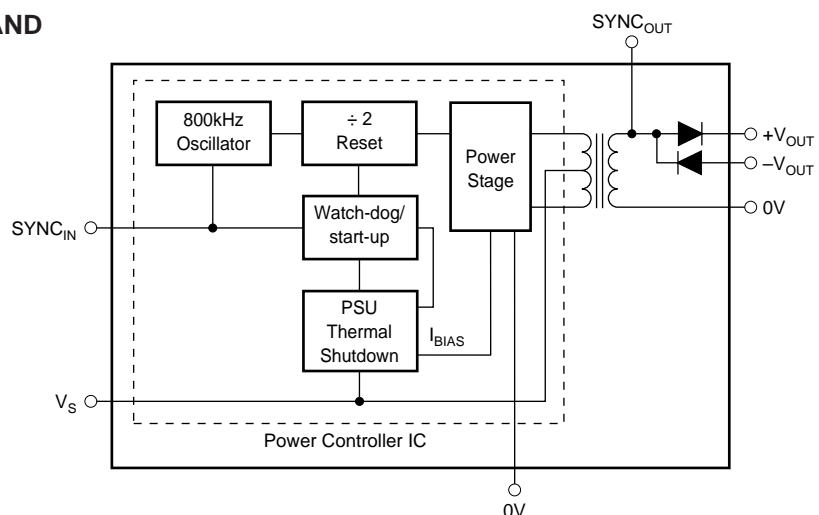 AND
SYNCOUT
800kHz
Oscillator
÷ 2
Reset
Power
Stage
+VOUT
–VOUT
0V
SYNCIN
Watch-dog/
start-up
PSU
Thermal
Shutdown
IBIAS
VS
Power Controller IC
0V